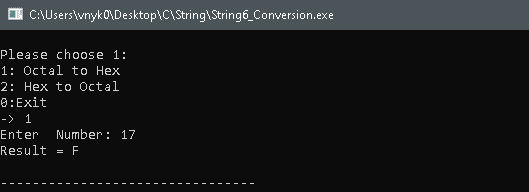 C:\Users\vnyk0\Desktop\C\String\String6_Conversion.exe
Please choose 1:
1: Octal to Hex
2: Hex to Octal
0:Exit
-> 1
Enter  Number: 17
Result = F
--------------------------------